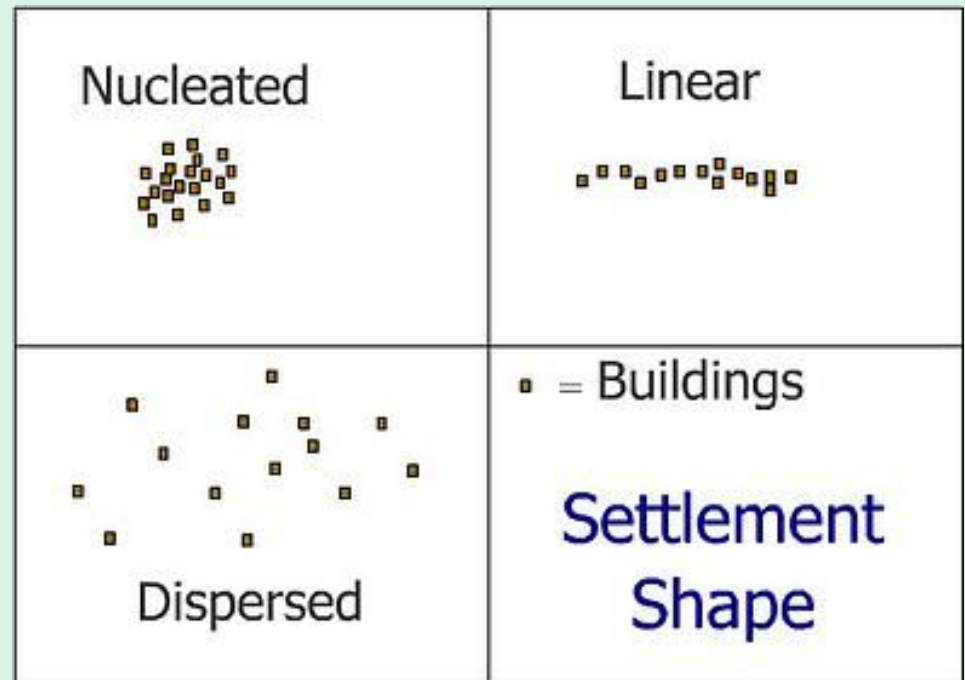 Nucleated
Linear
Dispersed
= Buildings
Settlement
Shape